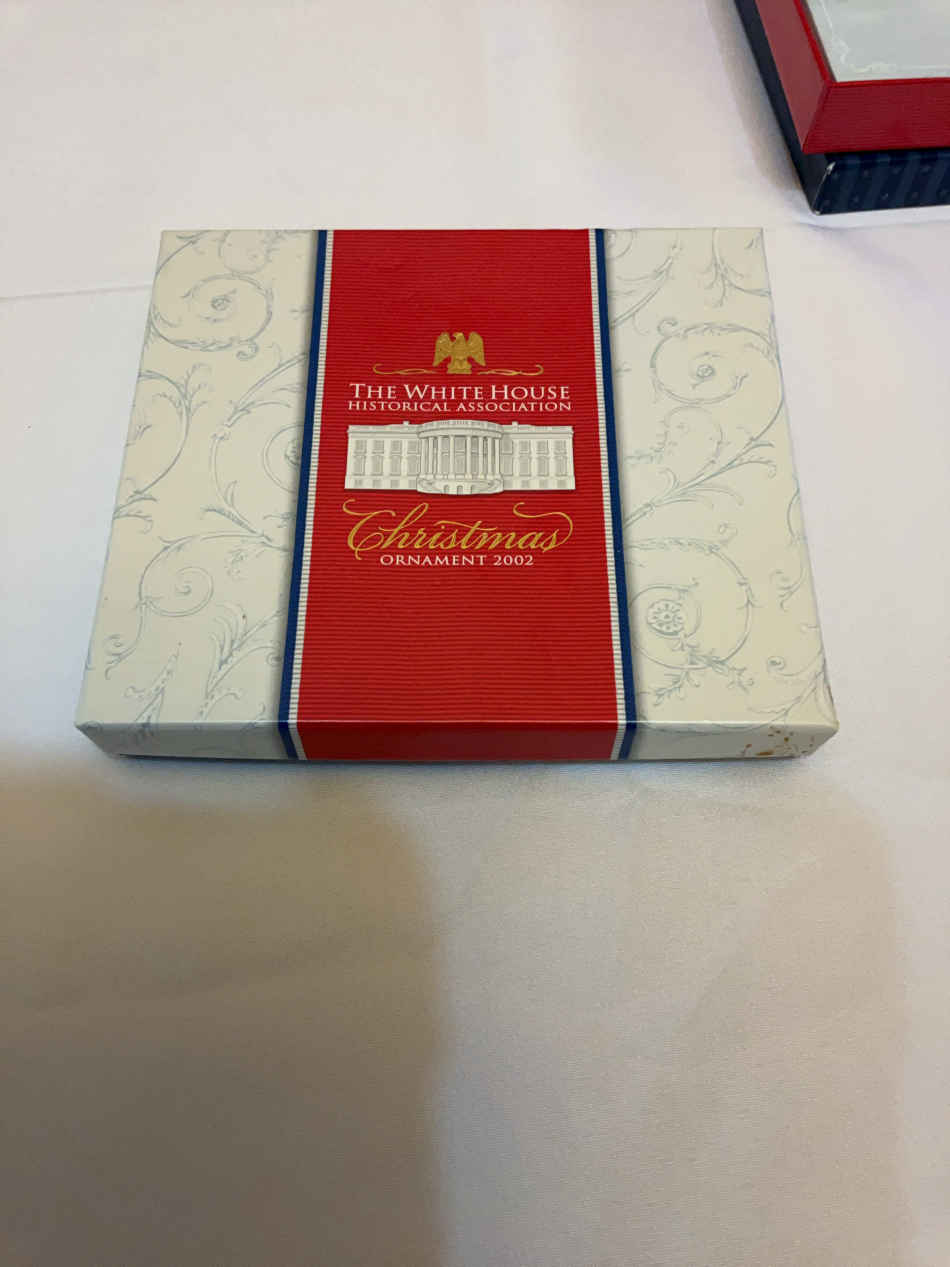 THE WHITE HOUSE
HISTORICAL ASSOCIATION
Christmas
ORNAMENT 2002